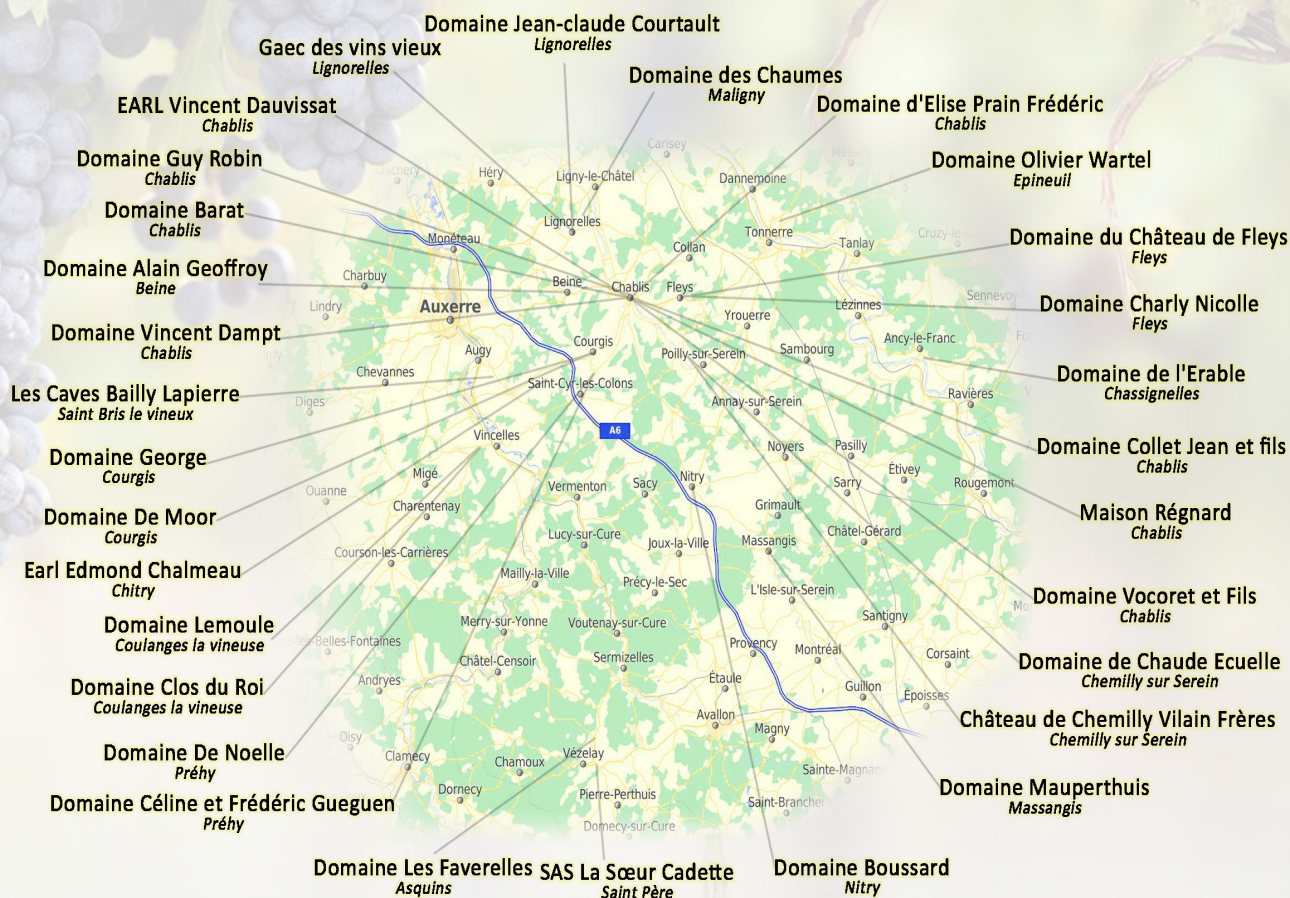 Domaine Jean-claude Courtault
Lignorelles
Gaec des vins vieux
Lignorelles
Domaine des Chaumes
Maligny
EARL Vincent Dauvissat
Chablis
Domaine d'Elise Prain Frédéric
Chablis
Domaine Guy Robin
Chablis
Domaine Olivier Wartel
Epineuil
Domaine Barat
Chablis
Domaine du Château de Fleys
Fleys
Domaine Alain Geoffroy
Beine
Domaine Charly Nicolle
Fleys
Domaine Vincent Dampt
Chablis
Domaine de l'Erable
Chassignelles
Les Caves Bailly Lapierre
Saint Bris le vineux
Domaine Collet Jean et fils
Chablis
Domaine George
Courgis
Maison Régnard
Chablis
Domaine De Moor
Courgis
Earl Edmond Chalmeau
Chitry
Domaine Vocoret et Fils
Chablis
Domaine Lemoule
Coulanges la vineuse
Domaine de Chaude Ecuelle
Chemilly sur Serein
Domaine Clos du Roi
Coulanges la vineuse
Château de Chemilly Vilain Frères
Chemilly sur Serein
Domaine De Noelle
Préhy
Domaine Mauperthuis
Massangis
Domaine Céline et Frédéric Gueguen
Préhy
Domaine Les Faverelles
Asquins
SAS La Sœur Cadette
Saint Père
Domaine Boussard
Nitry
Carisey
Héry
Ligny-le-Châtel
Dannemoine
Lignorelles
Monéteau
Collan
Tonnerre
Tanlay
Charbuy
Beine
Chablis
Fleys
Lindry
Auxerre
Yrouerre
Lézinnes
Augy
Courgis
Poilly-sur-Serein
Sambourg
Ancy-le-Franc
Chevannes
Saint-Cyr-les-Colons
Diges
Annay-sur-Serein
Ravières
A6
Vincelles
Noyers
Pasilly
Migé
Vermenton
Sacy
Nitry
Sarry
Étivey
Rougemont
Ouanne
Charentenay
Grimault
Lucy-sur-Cure
Joux-la-Ville
Massangis
Châtel-Gérard
Courson-les-Carrières
Mailly-la-Ville
Précy-le-Sec
L'Isle-sur-Serein
Merry-sur-Yonne
Voutenay-sur-Cure
Santigny
-les-Belles-Fontaines
Provency
Montréal
Corsaint
Châtel-Censoir
Sermizelles
Andryes
Étaule
Guillon
Époisses
Avallon
Magny
Oisy
Clamecy
Chamoux
Vézelay
Dornecy
Pierre-Perthuis
Domecy-sur-Cure